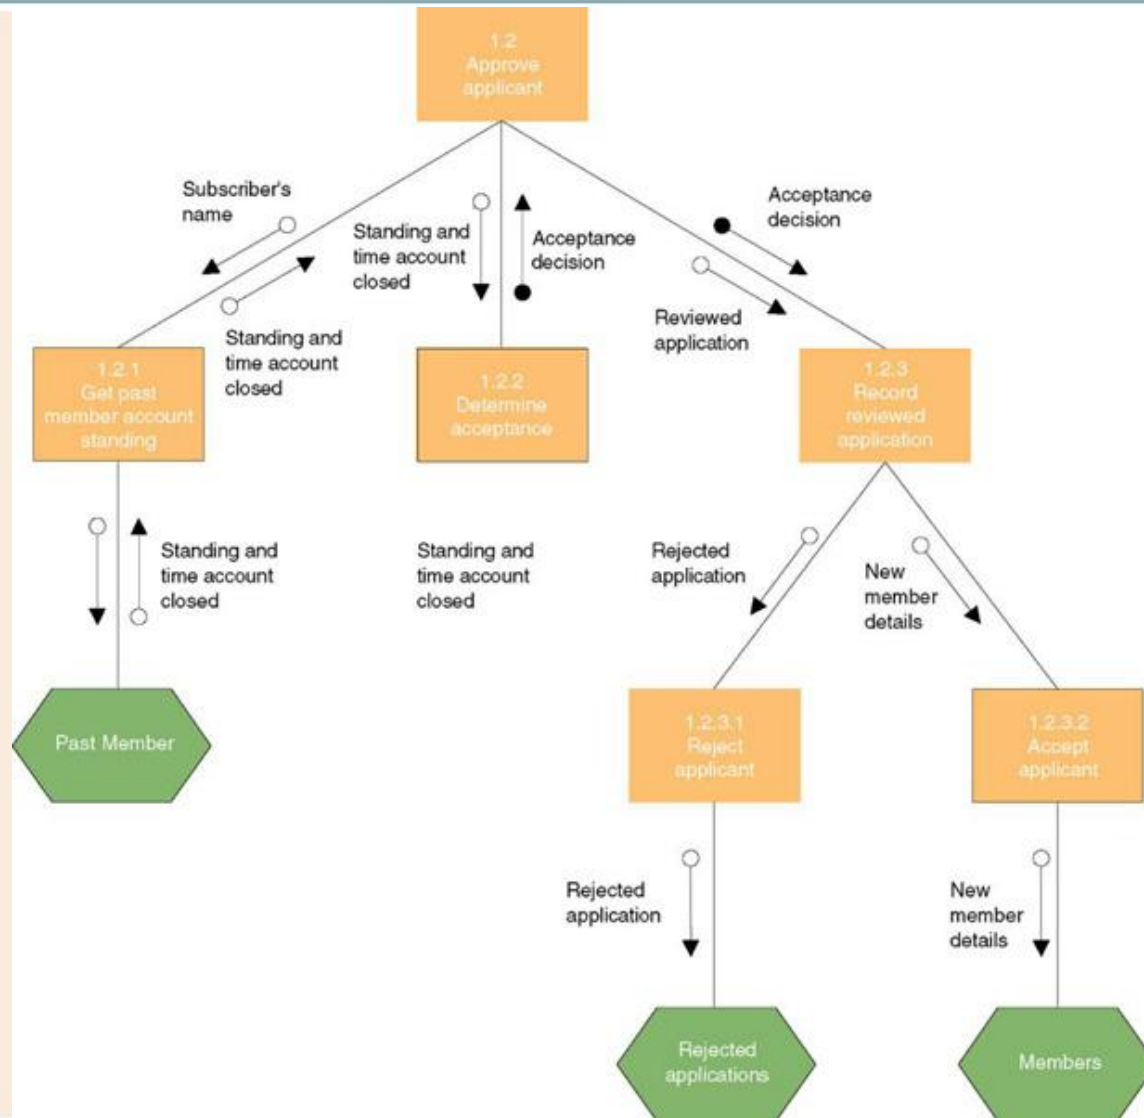 1.2
Approve
applicant
Subscriber's
name
Standing and
time account
closed
Standing and
time account
closed
Acceptance
decision
Acceptance
decision
Reviewed
application
1.2.1
Get past
member account
standing
1.2.2
Determine
acceptance
1.2.3
Record
reviewed
application
Standing and
time account
closed
Standing and
time account
closed
Rejected
application
New
member
details
Past Member
1.2.3.1
Reject
applicant
1.2.3.2
Accept
applicant
Rejected
application
New
member
details
Rejected
applications
Members